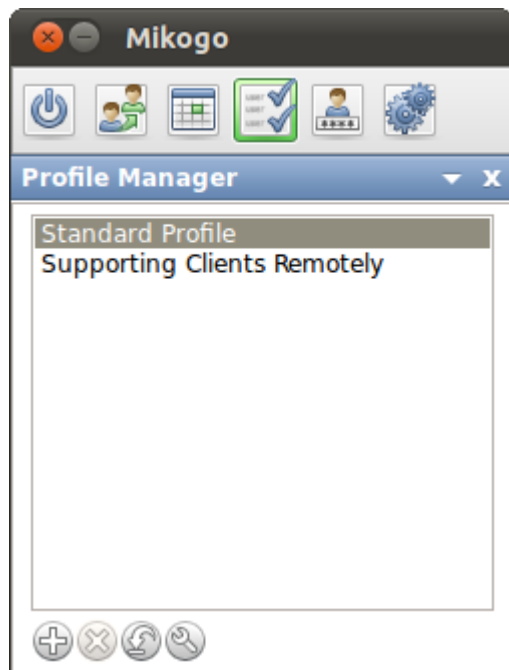 Mikogo
Profile Manager
Standard Profile
Supporting Clients Remotely